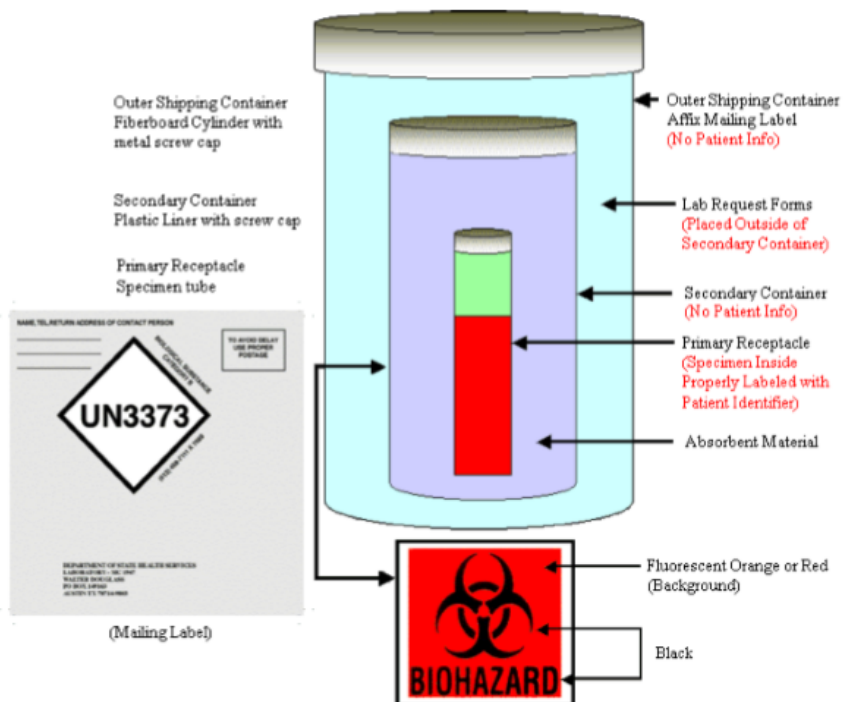 Outer Shipping Container
Fiberboard Cylinder with
metal screw cap
Secondary Container
Plastic Liner with screw cap
Primary Receptacle
Specimen tube
Outer Shipping Container
Affix Mailing Label
(No Patient Info)
Lab Request Forms
(Placed Outside of
Secondary Container)
Secondary Container
(No Patient Info)
Primary Receptacle
(Specimen Inside
Properly Labeled with
Patient Identifier)
Absorbent Material
NAME,TEL,RETURN ADDRESS OF CONTACT PERSON
TO AVOID DELAY
USE PROPER
POSTAGE
BIOLOGICAL SUBSTANCE
CATEGORY B
UN3373
DEPARTMENT OF STATE HEALTH SERVICES
WALTER DOUGLASS
(Mailing Label)
Fluorescent Orange or Red
(Background)
Black
BIOHAZARD